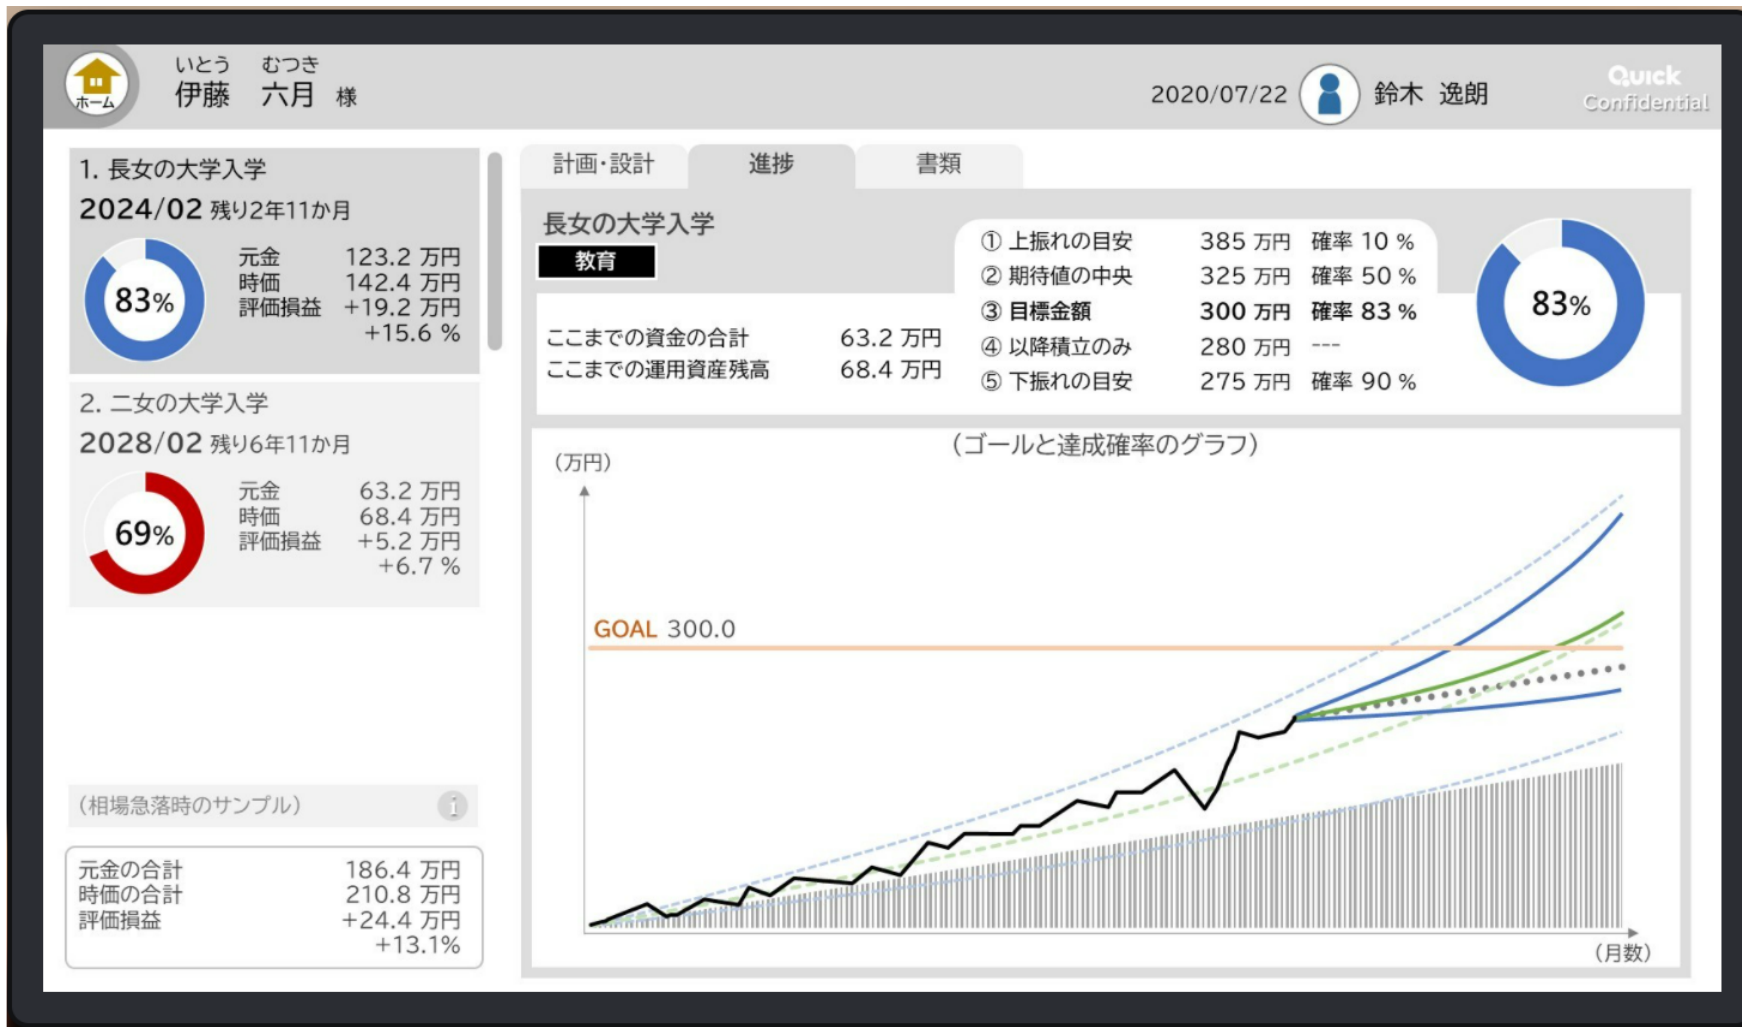 いとう むつき
伊藤 六月 様
ホーム
2020/07/22
鈴木 逸朗
Quick
Confidential
1. 長女の大学入学
2024/02 残り2年11か月
83%
元金 123.2 万円
時価 142.4 万円
評価損益 +19.2 万円
+15.6 %
2. 二女の大学入学
2028/02 残り6年11か月
69%
元金 63.2 万円
時価 68.4 万円
評価損益 +5.2 万円
+6.7 %
(相場急落時のサンプル) i
元金の合計 186.4 万円
時価の合計 210.8 万円
評価損益 +24.4 万円
+13.1%
計画・設計 進捗 書類
長女の大学入学
教育
ここまでの資金の合計 63.2 万円
ここまでの運用資産残高 68.4 万円
① 上振れの目安 385 万円 確率 10 %
② 期待値の中央 325 万円 確率 50 %
③ 目標金額 300 万円 確率 83 %
④ 以降積立のみ 280 万円 ---
⑤ 下振れの目安 275 万円 確率 90 %
83%
(ゴールと達成確率のグラフ)
(万円)
GOAL 300.0
(月数)